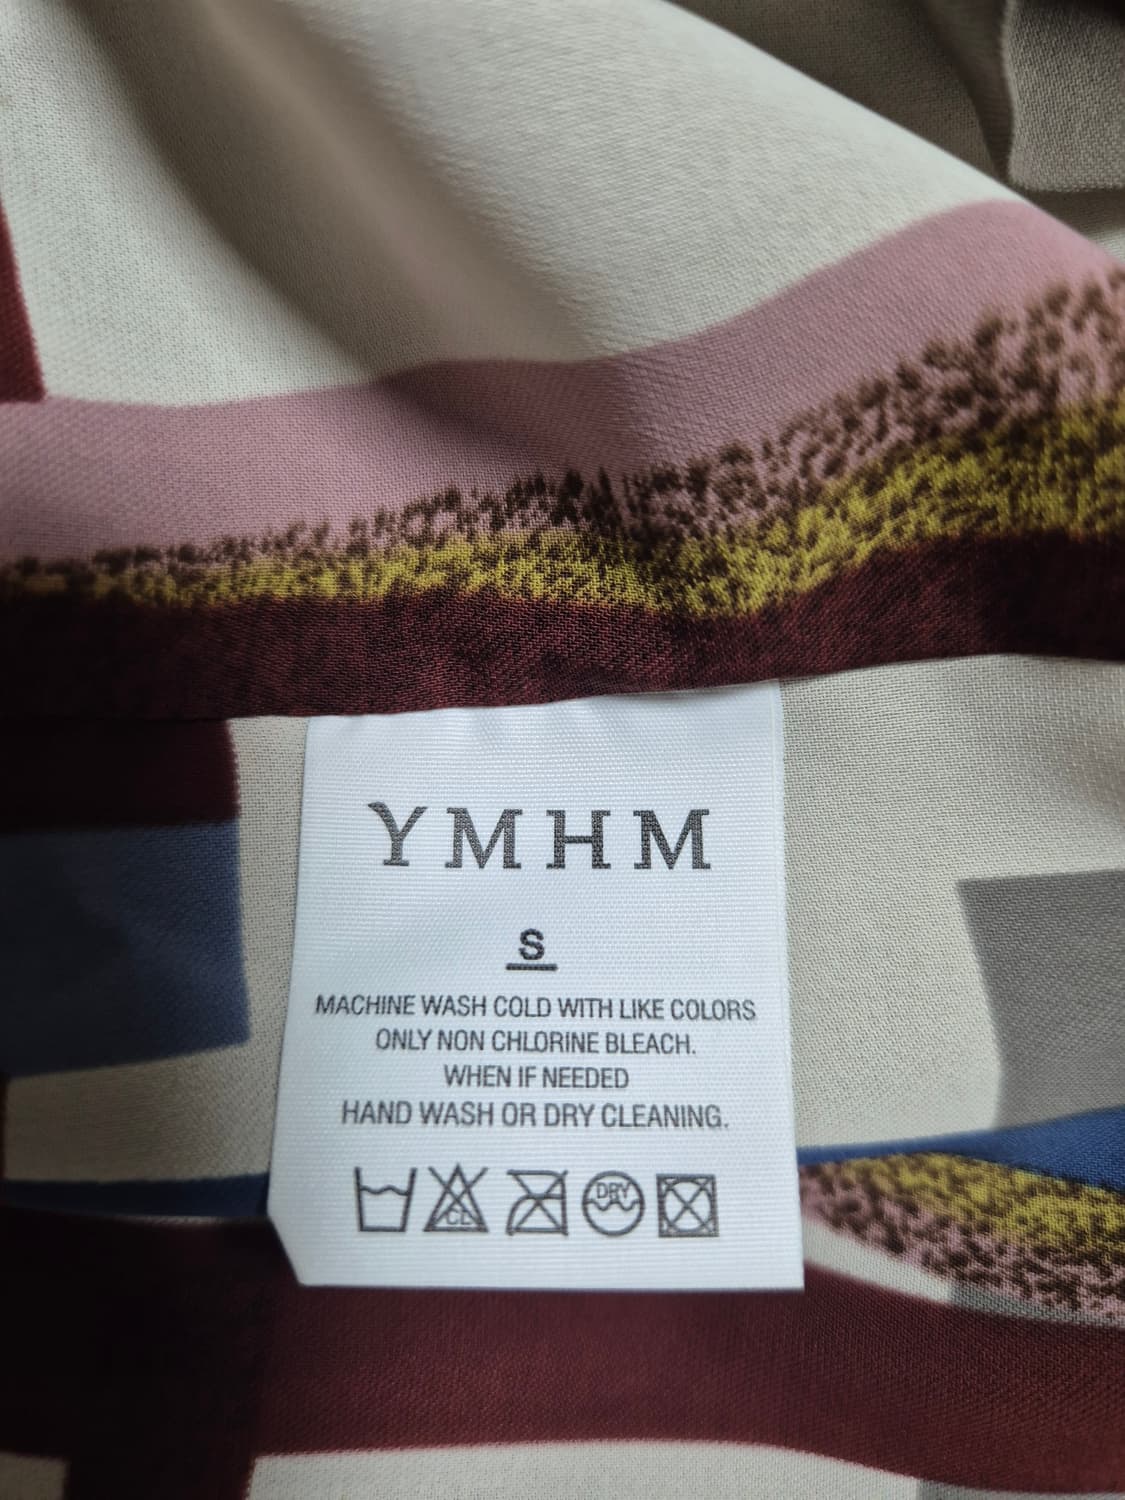 YMHM
S
MACHINE WASH COLD WITH LIKE COLORS
ONLY NON CHLORINE BLEACH.
WHEN IF NEEDED
HAND WASH OR DRY CLEANING.
CL DRY